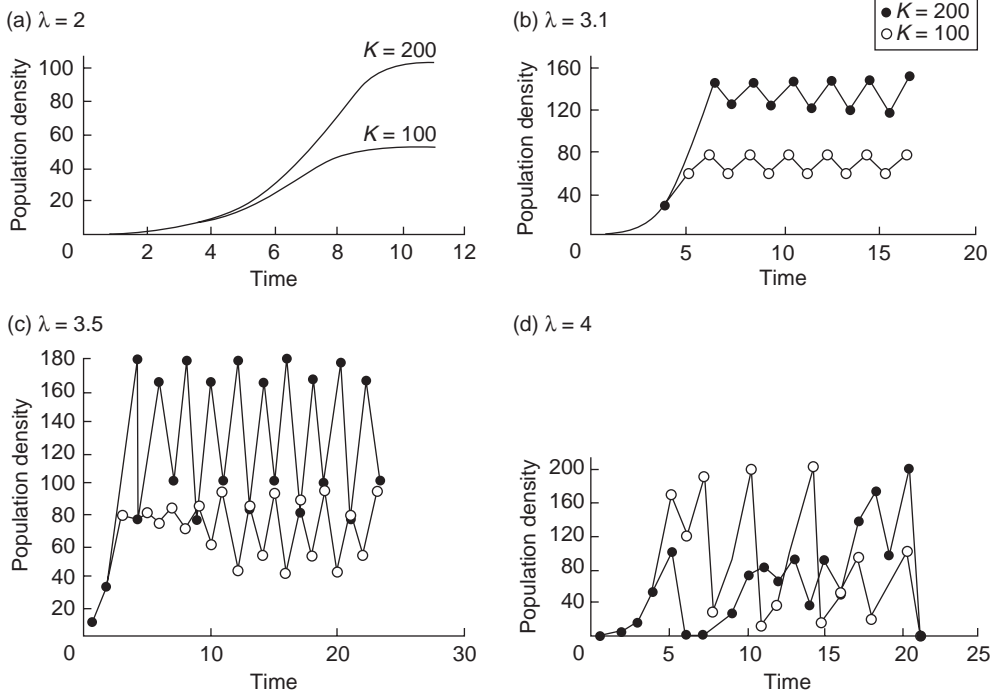 (a) λ = 2
K = 200
K = 100
Population density
100
80
60
40
20
0
2
4
6
8
10
12
Time
(b) λ = 3.1
K = 200
K = 100
Population density
160
120
80
40
0
5
10
15
20
Time
(c) λ = 3.5
Population density
180
160
140
120
100
80
60
40
20
0
10
20
30
Time
(d) λ = 4
Population density
200
160
120
80
40
0
5
10
15
20
25
Time